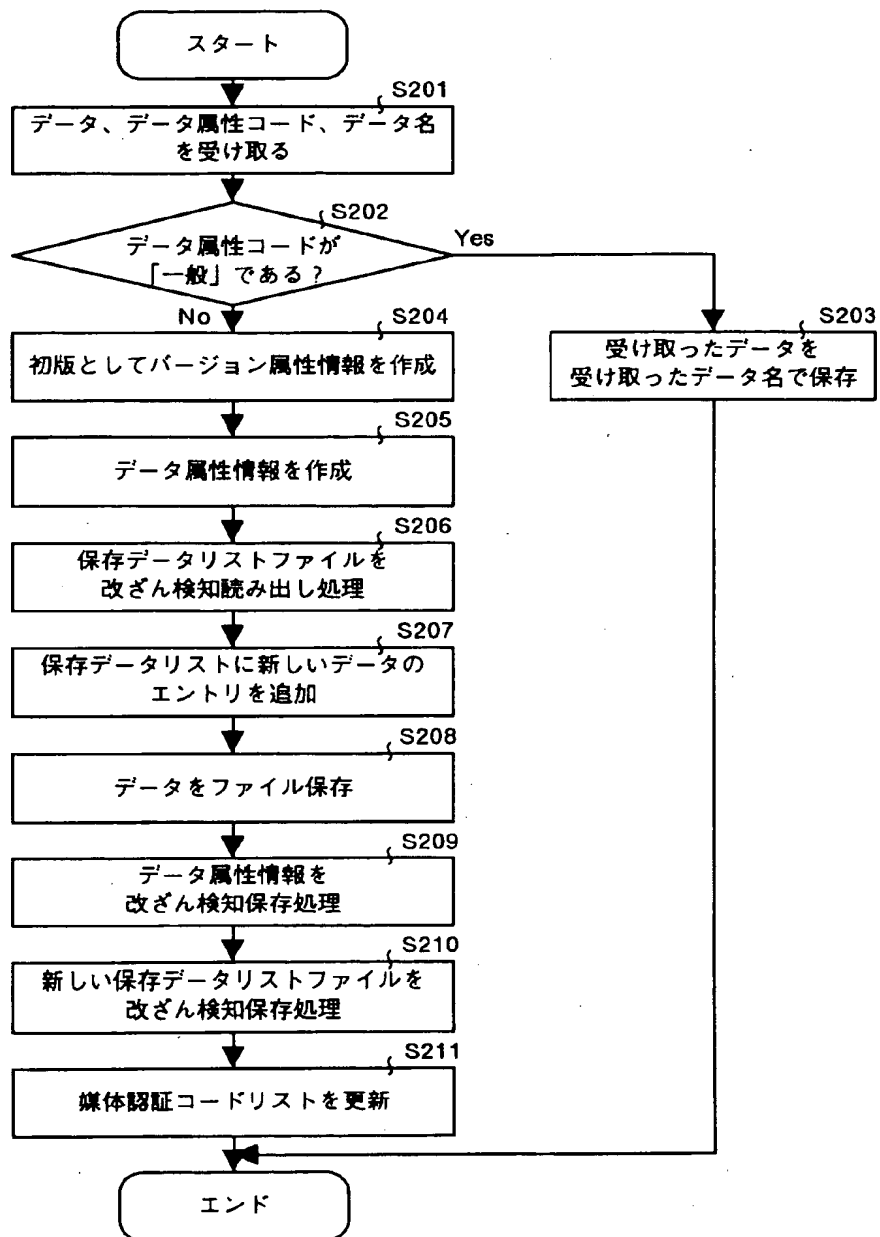 スタート
S201
データ、データ属性コード、データ名
を受け取る
S202
データ属性コードが
「一般」である?
Yes
No
S204
初版としてバージョン属性情報を作成
S203
受け取ったデータを
受け取ったデータ名で保存
S205
データ属性情報を作成
S206
保存データリストファイルを
改ざん検知読み出し処理
S207
保存データリストに新しいデータの
エントリを追加
S208
データをファイル保存
S209
データ属性情報を
改ざん検知保存処理
S210
新しい保存データリストファイルを
改ざん検知保存処理
S211
媒体認証コードリストを更新
エンド